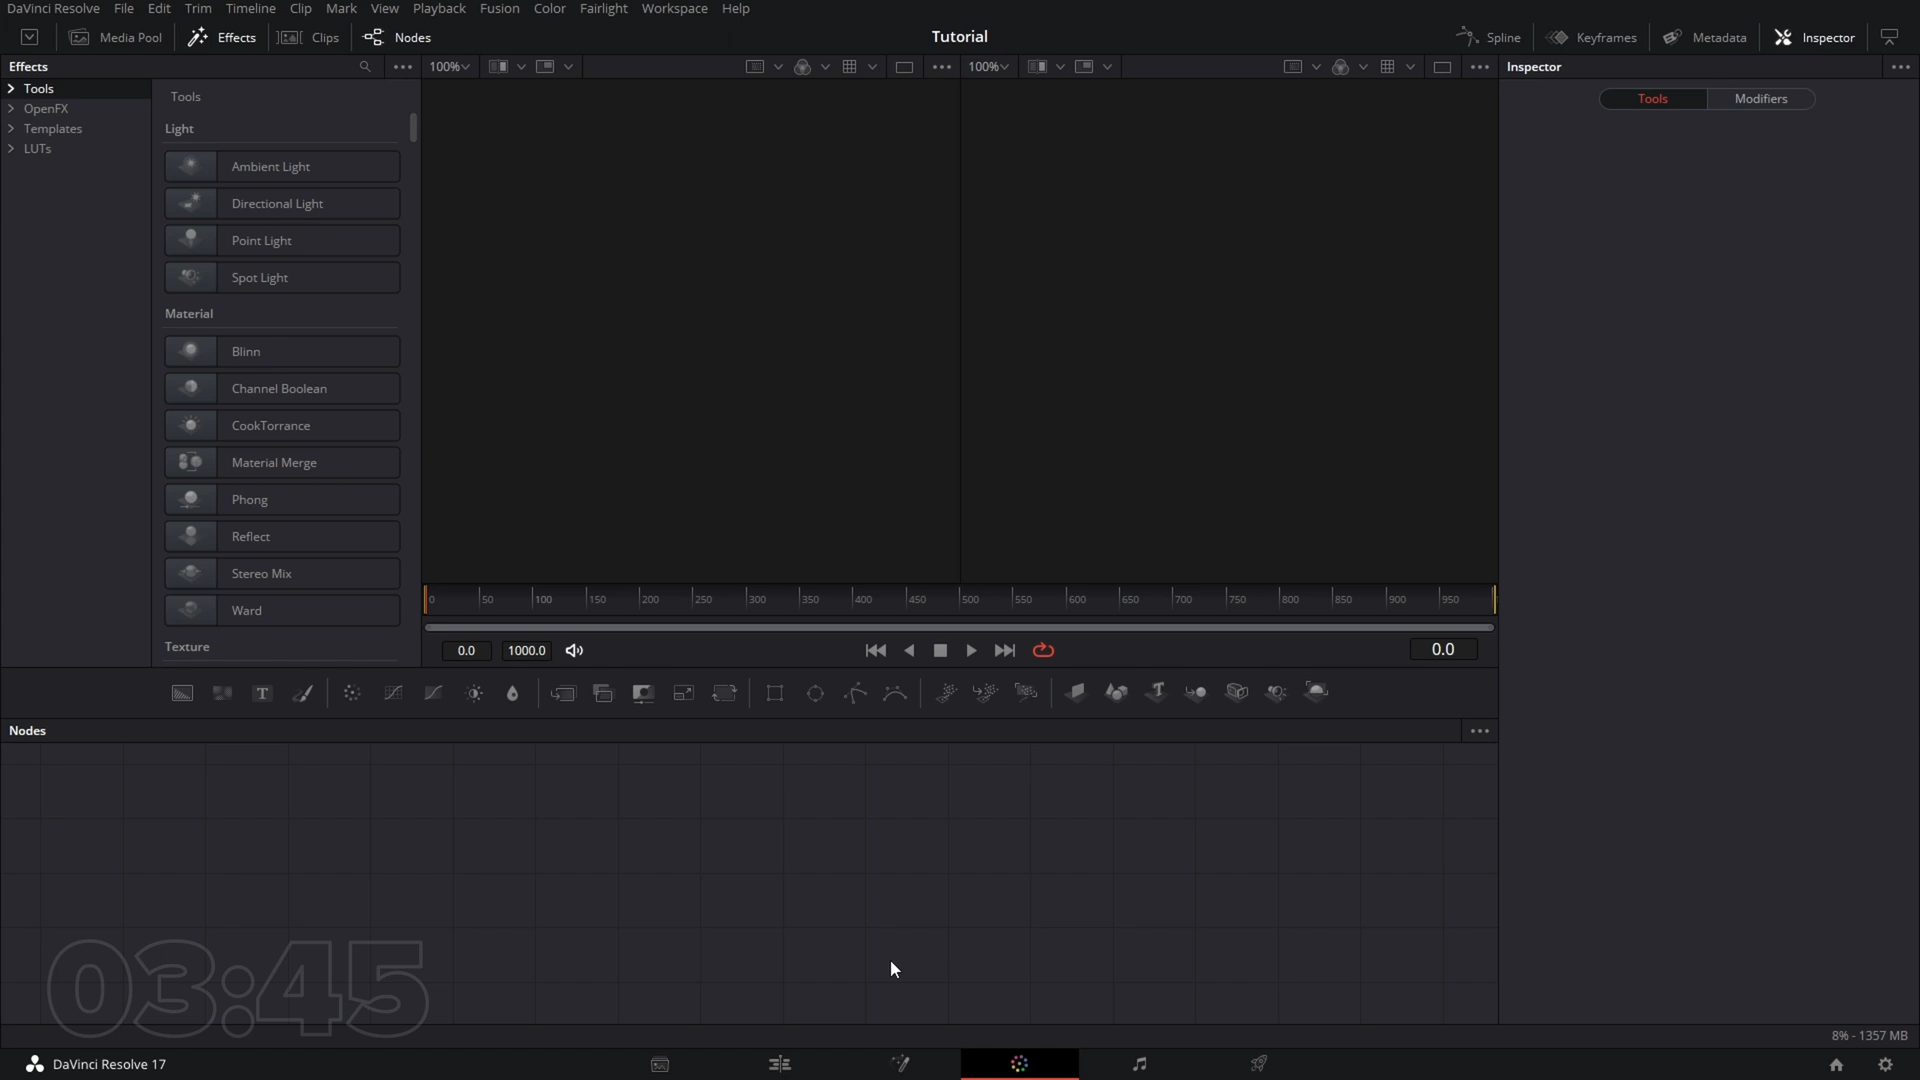 DaVinci Resolve File Edit Trim Timeline Clip Mark View Playback Fusion Color Fairlight Workspace Help
Media Pool Effects Clips Nodes Tutorial Spline Keyframes Metadata Inspector
Effects 100% 100% Inspector
Tools
OpenFX
Templates
LUTs
Tools
Light
Ambient Light
Directional Light
Point Light
Spot Light
Material
Blinn
Channel Boolean
CookTorrance
Material Merge
Phong
Reflect
Stereo Mix
Ward
Texture
Tools Modifiers
0 50 100 150 200 250 300 350 400 450 500 550 600 650 700 750 800 850 900 950
0.0 1000.0 0.0
T
Nodes
03:45
8% - 1357 MB
DaVinci Resolve 17